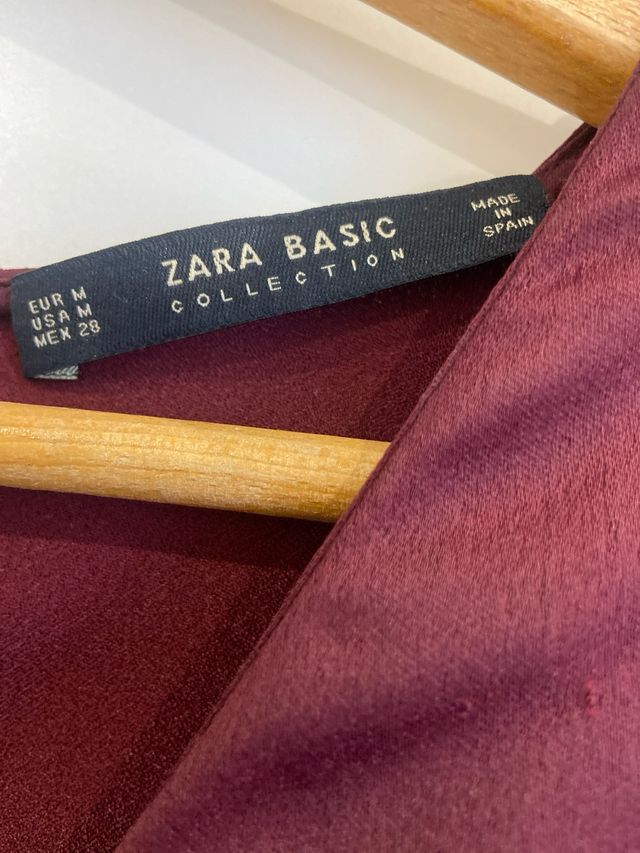 EUR M
USA M
MEX 28
ZARA BASIC
COLLECTION
MADE
IN
SPAIN